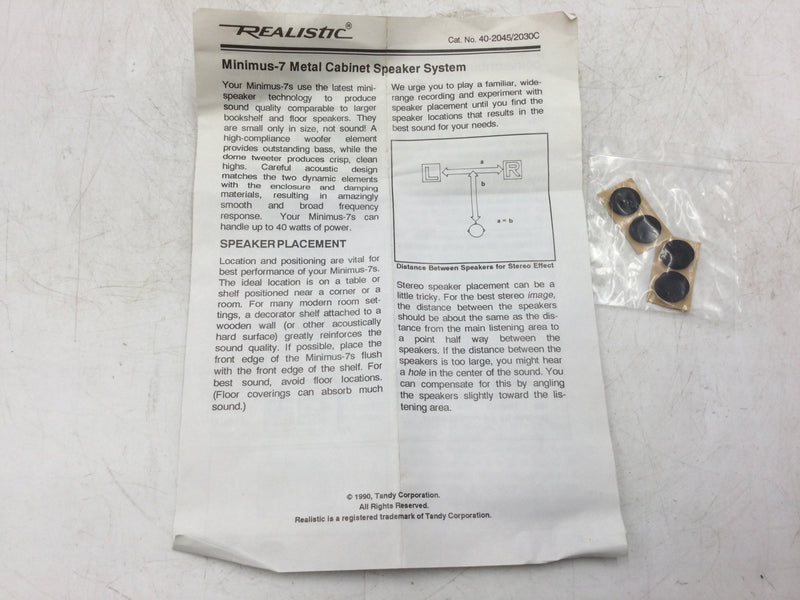 REALISTIC®
Cat. No. 40-2045/2030C
Minimus-7 Metal Cabinet Speaker System
Your Minimus-7s use the latest mini-
speaker technology to produce
sound quality comparable to larger
bookshelf and floor speakers. They
are small only in size, not sound! A
high-compliance woofer element
provides outstanding bass, while the
dome tweeter produces crisp, clean
highs. Careful acoustic design
matches the two dynamic elements
with the enclosure and damping
materials, resulting in amazingly
smooth and broad frequency
response. Your Minimus-7s can
handle up to 40 watts of power.
SPEAKER PLACEMENT
Location and positioning are vital for
best performance of your Minimus-7s.
The ideal location is on a table or
shelf positioned near a corner or a
room. For many modern room set-
tings, a decorator shelf attached to a
wooden wall (or other acoustically
hard surface) greatly reinforces the
sound quality. If possible, place the
front edge of the Minimus-7s flush
with the front edge of the shelf. For
best sound, avoid floor locations.
(Floor coverings can absorb much
sound.)
We urge you to play a familiar, wide-
range recording and experiment with
speaker placement until you find the
speaker locations that results in the
best sound for your needs.
L a R
b
a = b
Distance Between Speakers for Stereo Effect
Stereo speaker placement can be a
little tricky. For the best stereo image,
the distance between the speakers
should be about the same as the dis-
tance from the main listening area to
a point half way between the
speakers. If the distance between the
speakers is too large, you might hear
a hole in the center of the sound. You
can compensate for this by angling
the speakers slightly toward the lis-
tening area.
© 1990, Tandy Corporation.
All Rights Reserved.
Realistic is a registered trademark of Tandy Corporation.